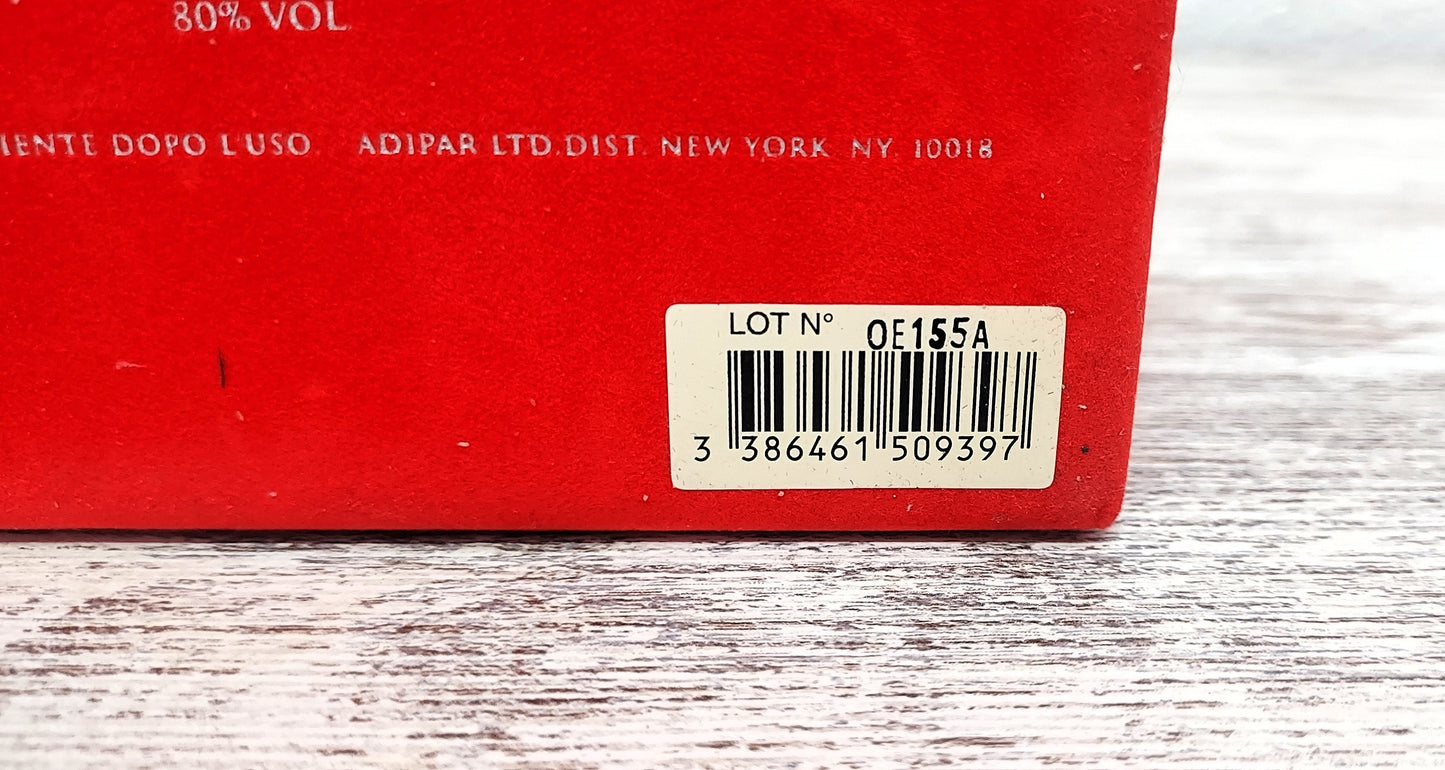 80% VOL
IENTE DOPO L'USO ADIPAR LTD. DIST. NEW YORK NY. 10018
LOT N° OE155A
3 386461 509397